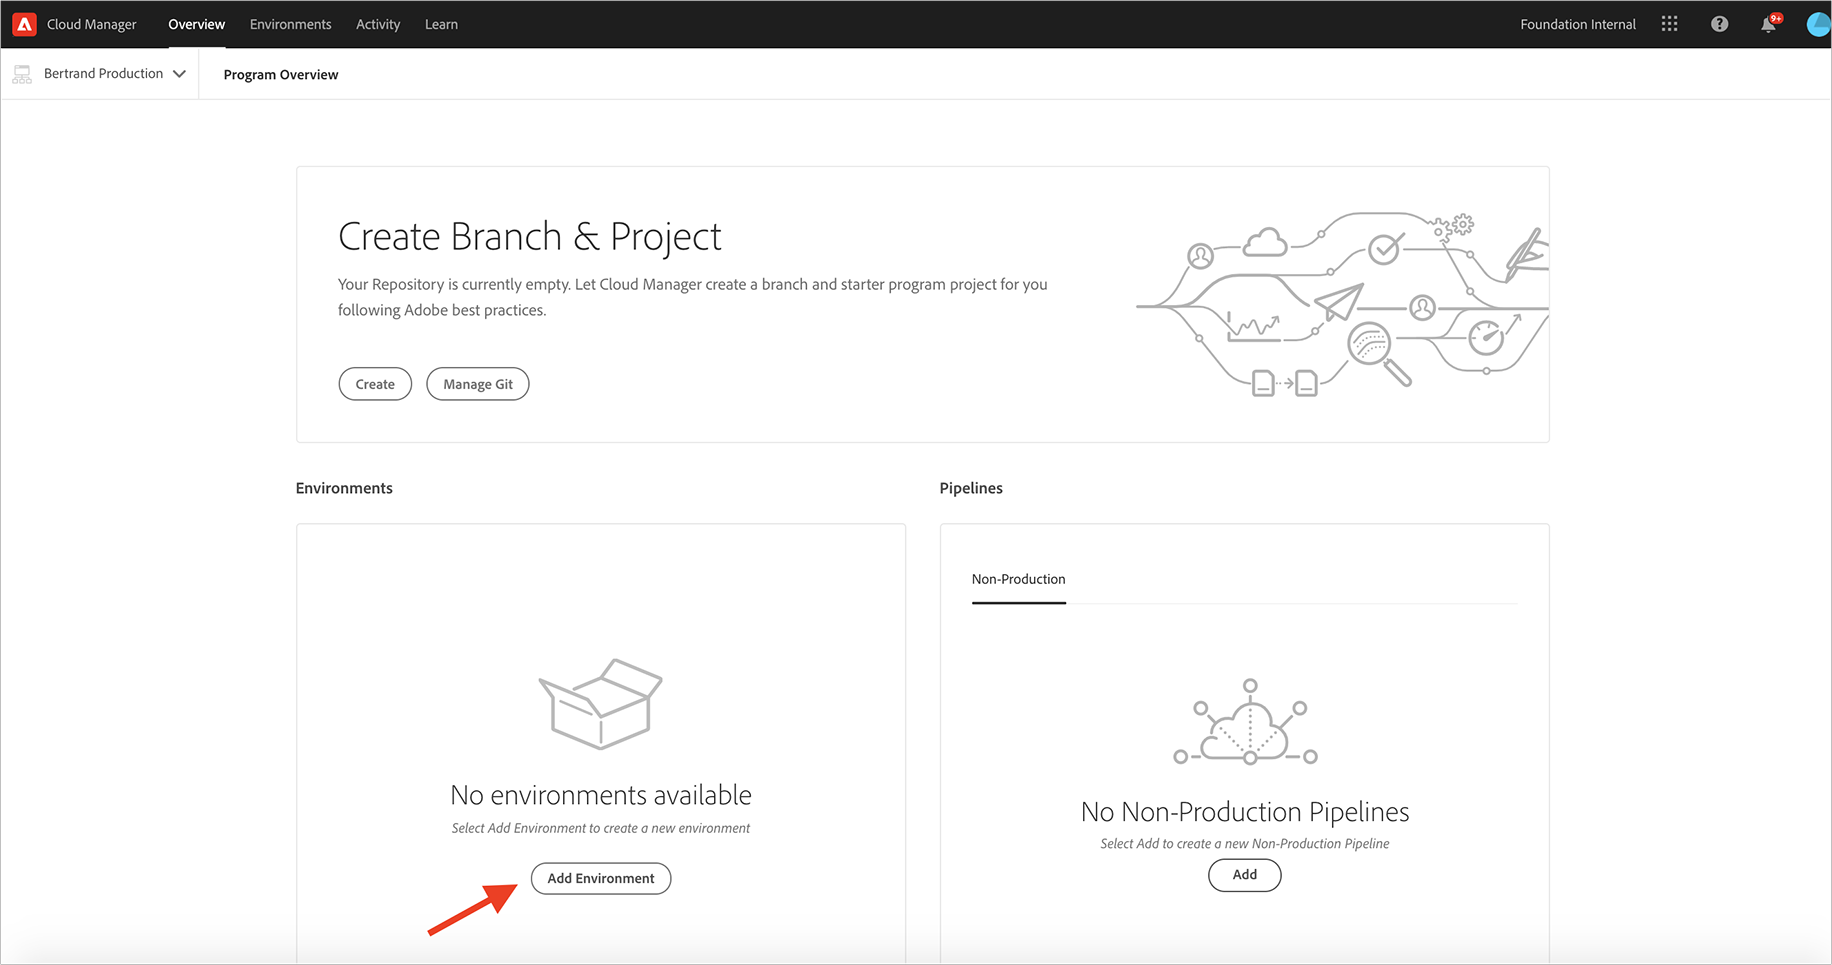 Cloud Manager
Overview
Environments
Activity
Learn
Foundation Internal
9+
Bertrand Production
Program Overview
Create Branch & Project
Your Repository is currently empty. Let Cloud Manager create a branch and starter program project for you
following Adobe best practices.
Create
Manage Git
Environments
Pipelines
No environments available
Select Add Environment to create a new environment
Add Environment
Non-Production
No Non-Production Pipelines
Select Add to create a new Non-Production Pipeline
Add